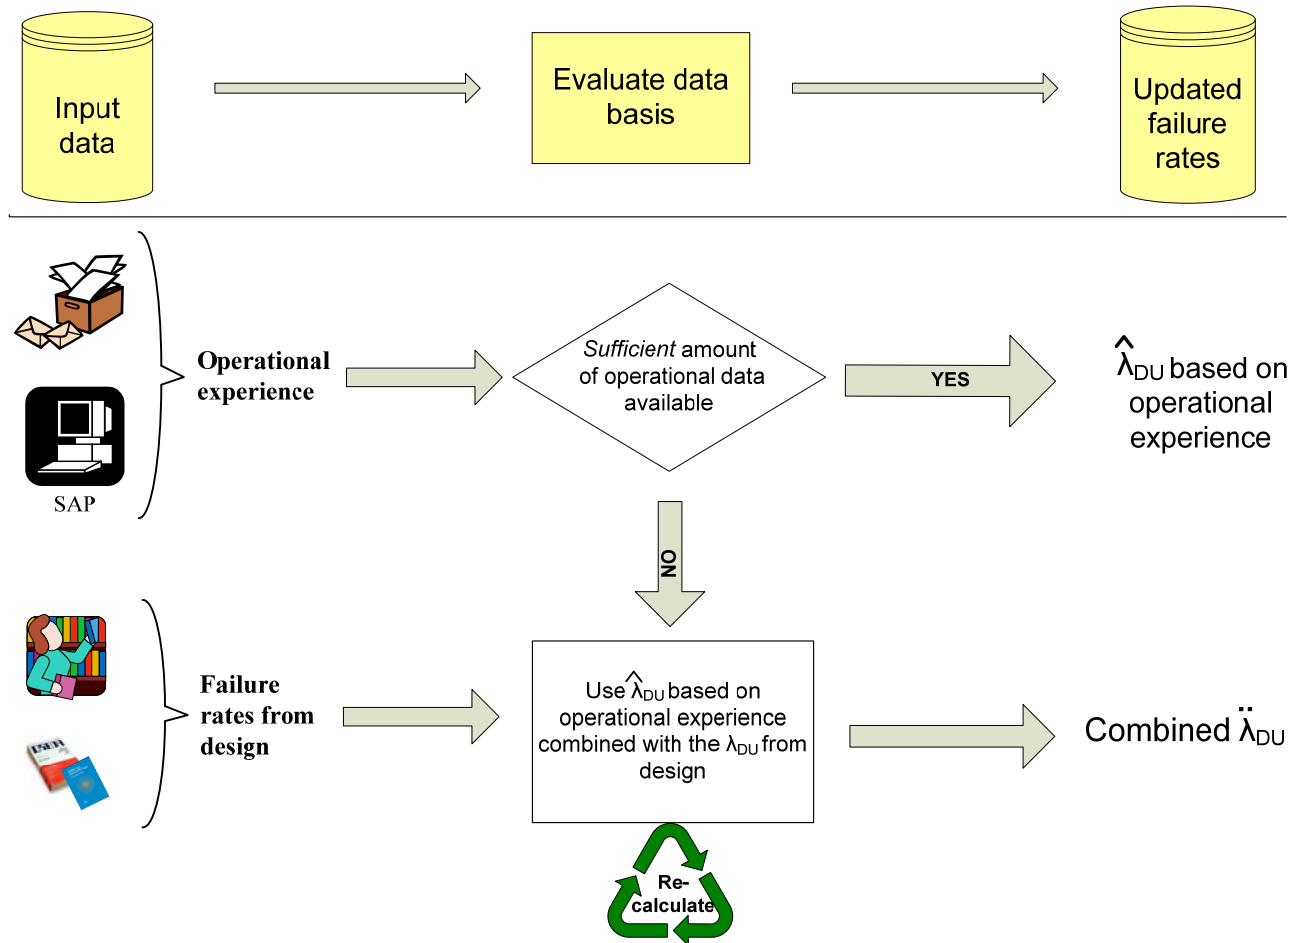 Input
data
Evaluate data
basis
Updated
failure
rates
SAP
Operational
experience
Sufficient amount
of operational data
available
YES
λ̂DU based on
operational
experience
NO
Failure
rates from
design
Use λ̂DU based on
operational experience
combined with the λDU from
design
Combined λ̈DU
Re-
calculate